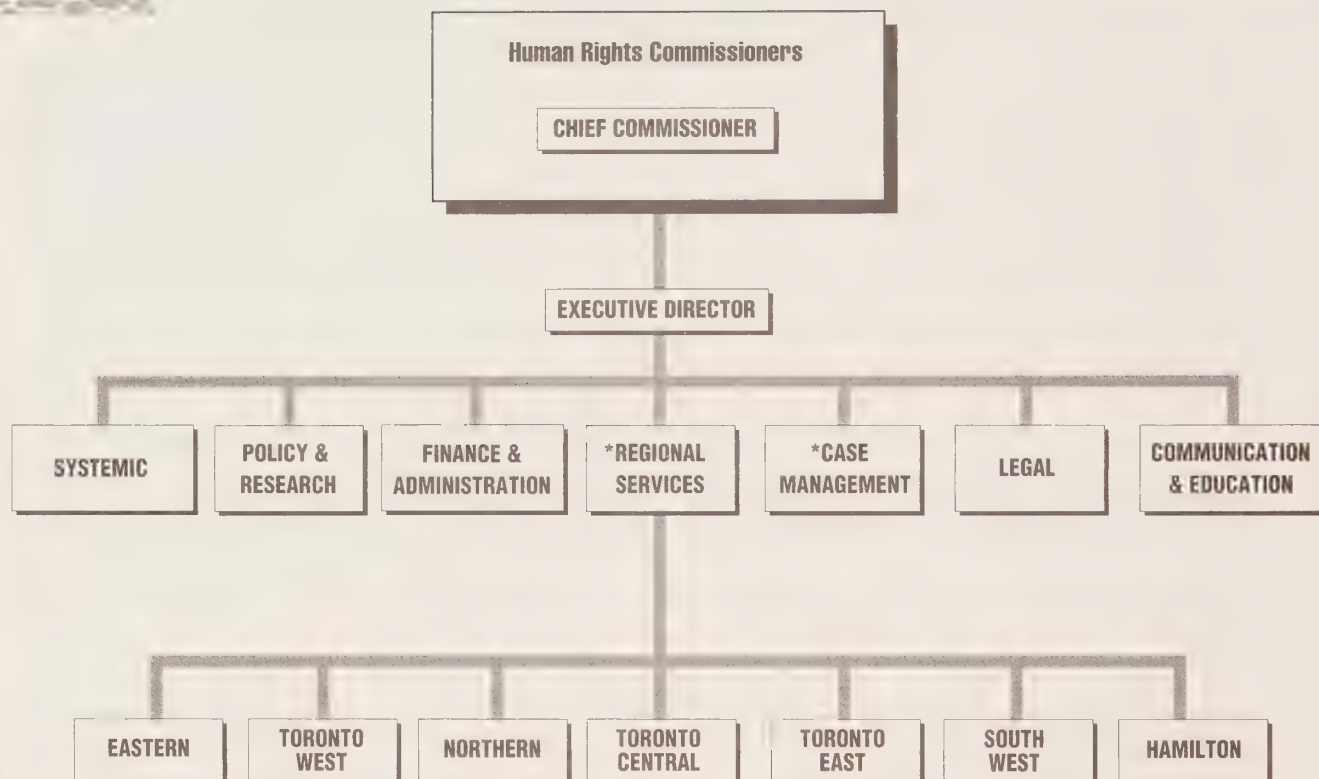 Human Rights Commissioners
CHIEF COMMISSIONER
EXECUTIVE DIRECTOR
SYSTEMIC
POLICY &
RESEARCH
FINANCE &
ADMINISTRATION
*REGIONAL
SERVICES
*CASE
MANAGEMENT
LEGAL
COMMUNICATION
& EDUCATION
EASTERN
TORONTO
WEST
NORTHERN
TORONTO
CENTRAL
TORONTO
EAST
SOUTH
WEST
HAMILTON